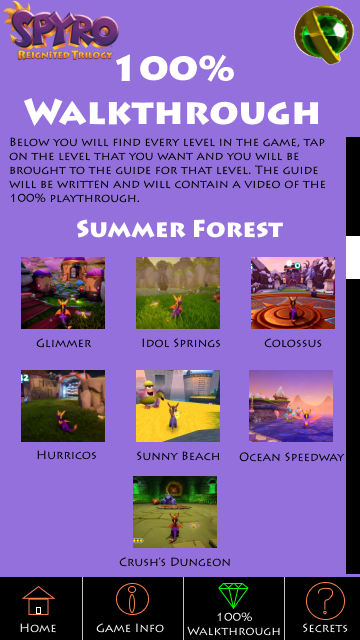 SPYRO
REIGNITED TRILOGY
100%
Walkthrough
Below you will find every level in the game, tap
on the level that you want and you will be
brought to the guide for that level. The guide
will be written and will contain a video of the
100% playthrough.
Summer Forest
Glimmer
Idol Springs
Colossus
Hurricos
Sunny Beach
Ocean Speedway
Crush's Dungeon
Home
Game Info
100%
Walkthrough
Secrets